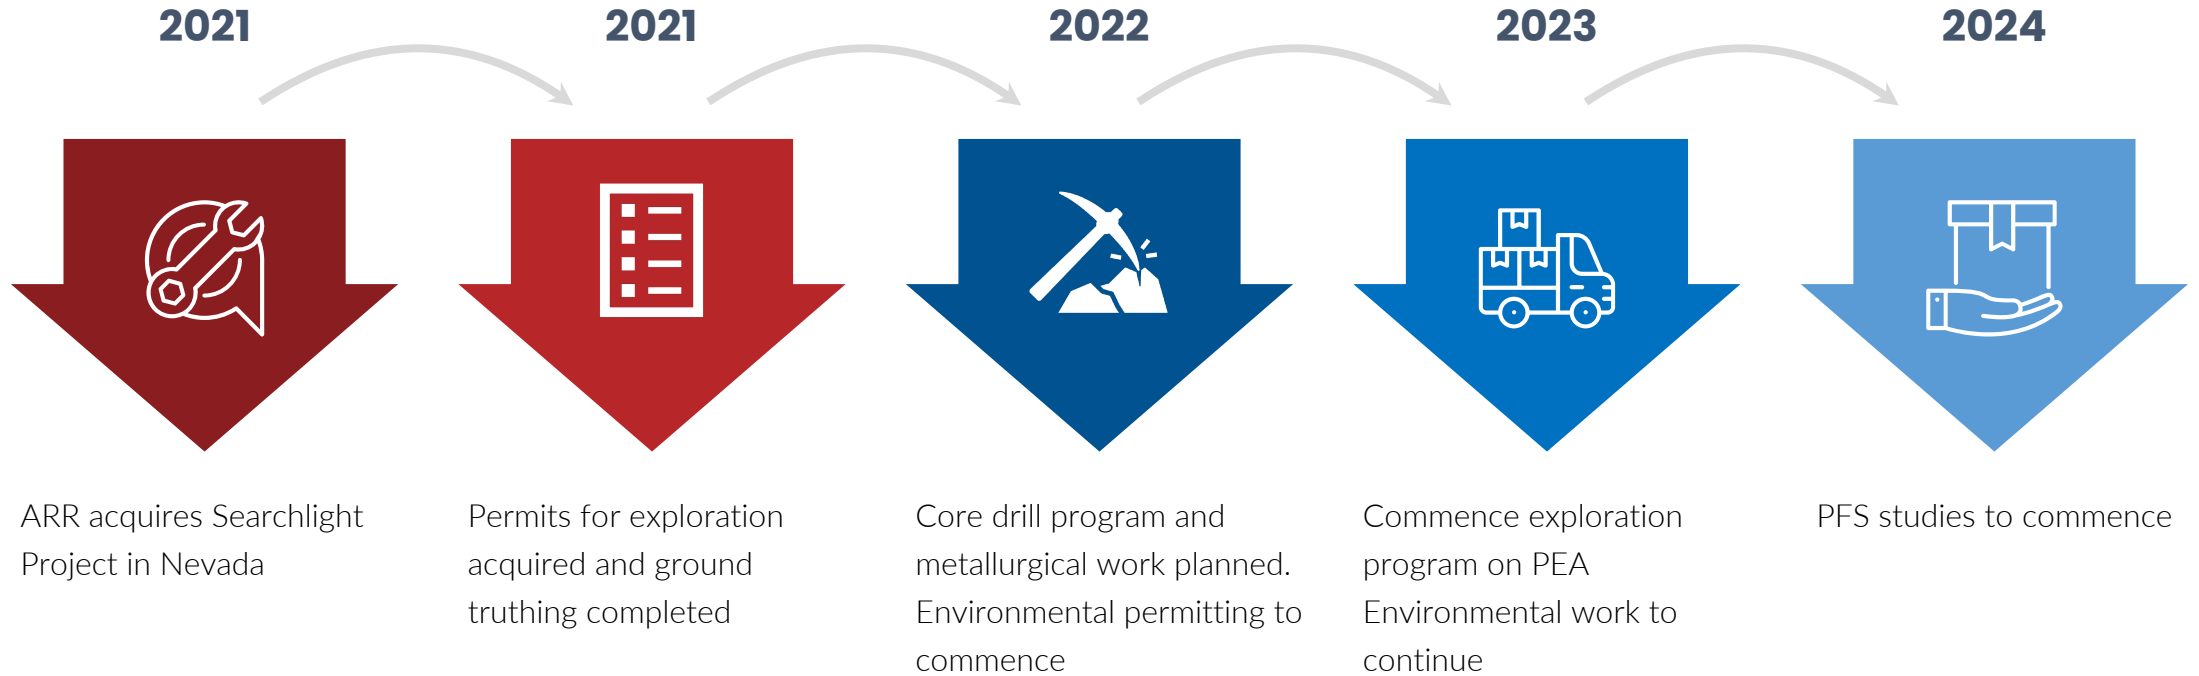 2021
2021
2022
2023
2024
ARR acquires Searchlight
Project in Nevada
Permits for exploration
acquired and ground
truthing completed
Core drill program and
metallurgical work planned.
Environmental permitting to
commence
Commence exploration
program on PEA
Environmental work to
continue
PFS studies to commence